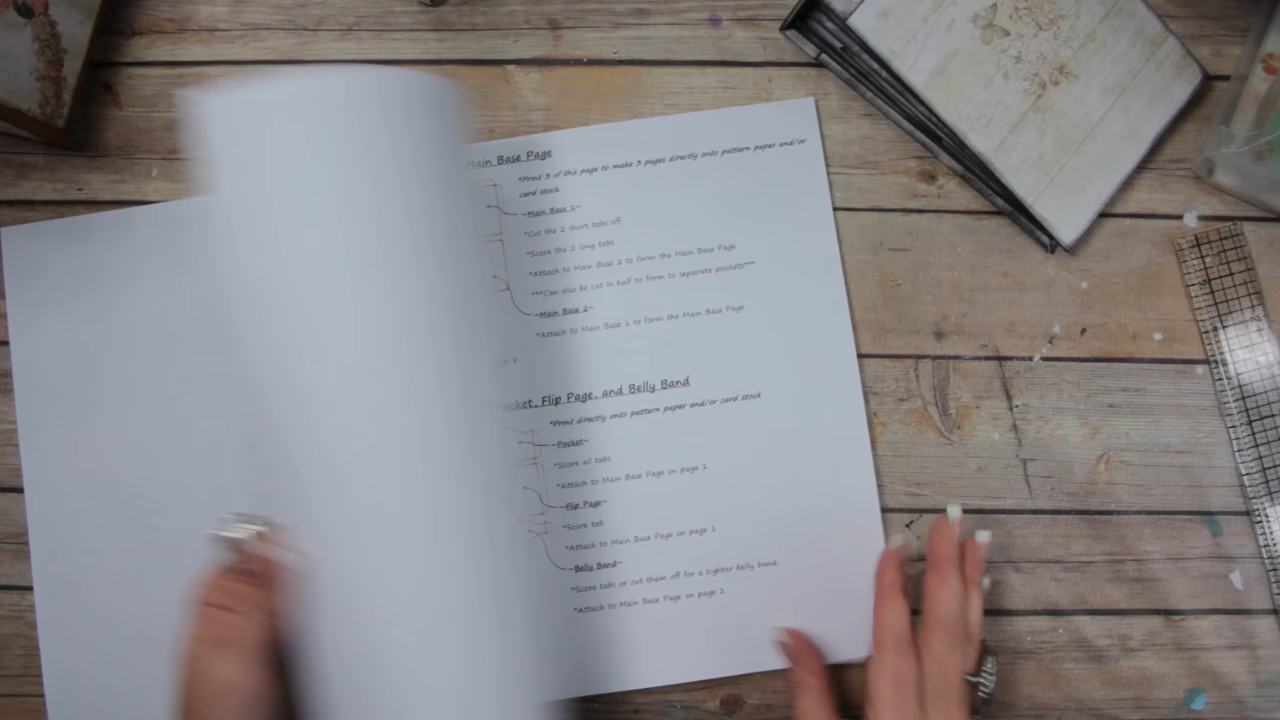 Main Base Page
*Print 3 of this page to make 3 pages directly onto pattern paper and/or
card stock.
~Main Base 1~
*Cut the 2 short tabs off
*Score the 2 long tabs
*Attach to Main Base 2 to form the Main Base Page
***Can also be cut in half to form to separate pockets***
~Main Base 2~
*Attach to Main Base 1 to form the Main Base Page
Pocket, Flip Page, and Belly Band
*Print directly onto pattern paper and/or card stock
~Pocket~
*Score all tabs
*Attach to Main Base Page on page 1
~Flip Page~
*Score tab
*Attach to Main Base Page on page 1
~Belly Band~
*Score tabs or cut them off for a tighter belly band.
*Attach to Main Base Page on page 1.